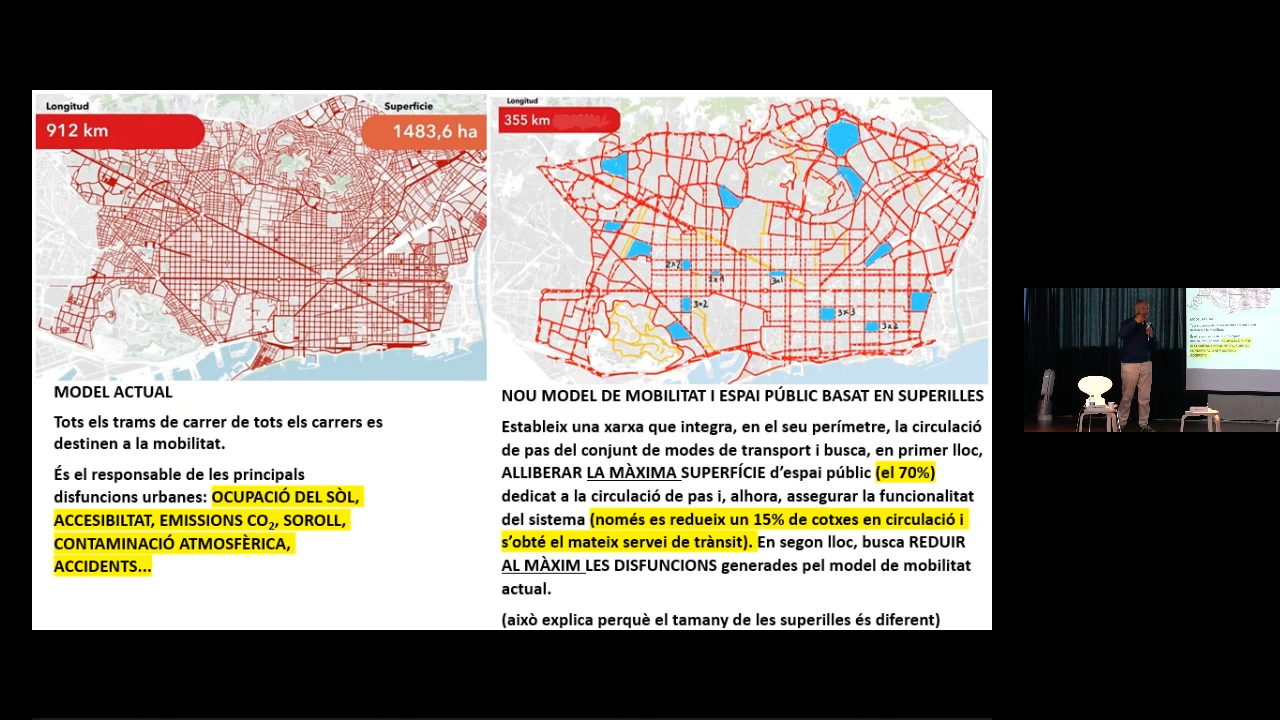 Longitud
912 km
Superfície
1483,6 ha
MODEL ACTUAL
Tots els trams de carrer de tots els carrers es
destinen a la mobilitat.
És el responsable de les principals
disfuncions urbanes: OCUPACIÓ DEL SÒL,
ACCESIBILTAT, EMISSIONS CO₂, SOROLL,
CONTAMINACIÓ ATMOSFÈRICA,
ACCIDENTS...
Longitud
355 km
2x2
3x1
3x2
3x3
3x2
NOU MODEL DE MOBILITAT I ESPAI PÚBLIC BASAT EN SUPERILLES
Estableix una xarxa que integra, en el seu perímetre, la circulació
de pas del conjunt de modes de transport i busca, en primer lloc,
ALLIBERAR LA MÀXIMA SUPERFÍCIE d’espai públic (el 70%)
dedicat a la circulació de pas i, alhora, assegurar la funcionalitat
del sistema (només es redueix un 15% de cotxes en circulació i
s’obté el mateix servei de trànsit). En segon lloc, busca REDUIR
AL MÀXIM LES DISFUNCIONS generades pel model de mobilitat
actual.
(això explica perquè el tamany de les superilles és diferent)
MODEL ACTUAL